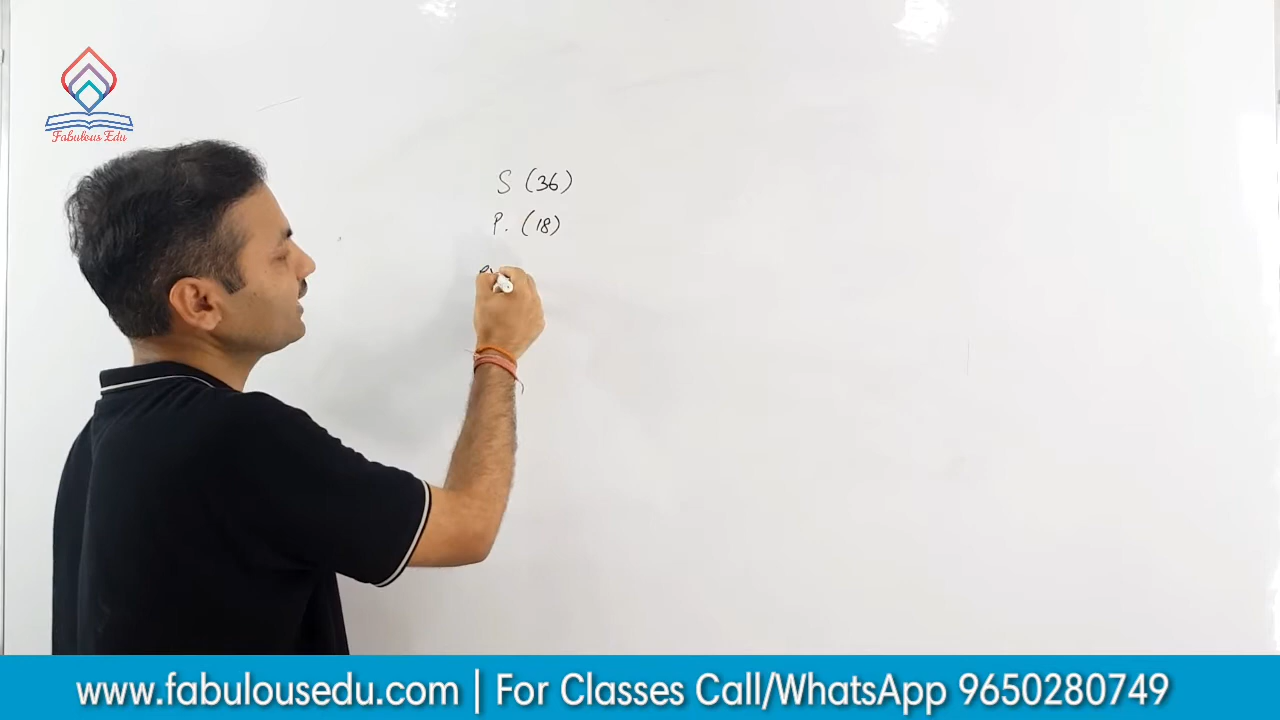 Fabulous Edu
S (36)
P. (18)
www.fabulousedu.com | For Classes Call/WhatsApp 9650280749